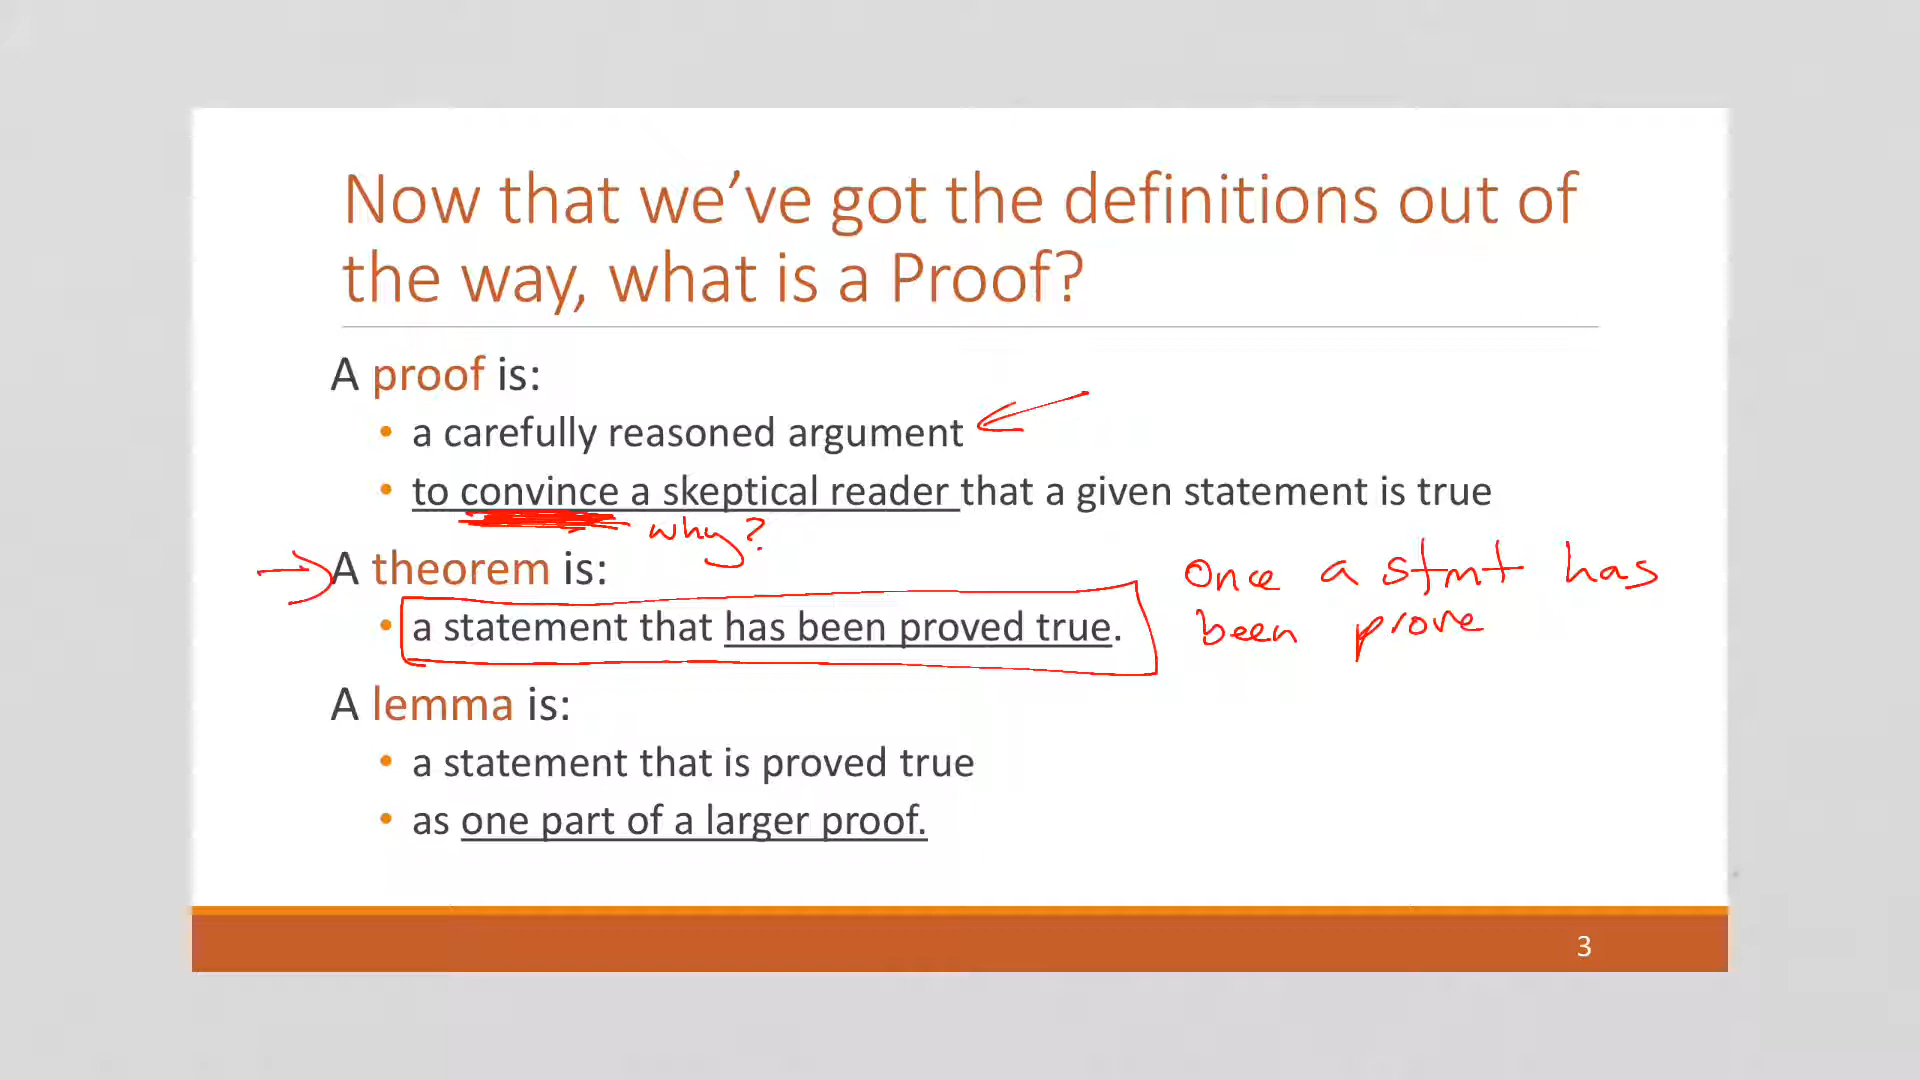 Now that we’ve got the definitions out of
the way, what is a Proof?
A proof is:
• a carefully reasoned argument
• to convince a skeptical reader that a given statement is true
why?
A theorem is:
• a statement that has been proved true.
Once a stmt has
been prove
A lemma is:
• a statement that is proved true
• as one part of a larger proof.
3